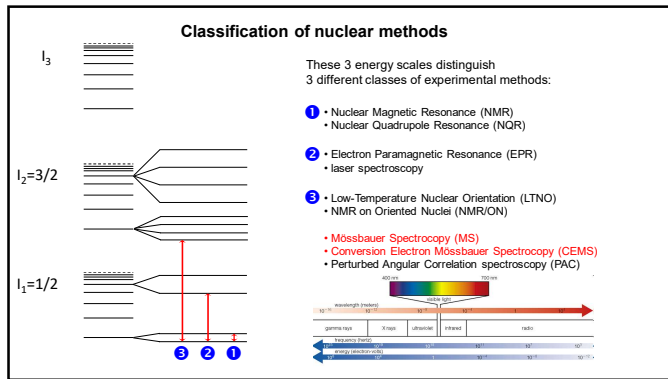 Classification of nuclear methods
I3
I2=3/2
I1=1/2
3 2 1
These 3 energy scales distinguish
3 different classes of experimental methods:
1 • Nuclear Magnetic Resonance (NMR)
• Nuclear Quadrupole Resonance (NQR)
2 • Electron Paramagnetic Resonance (EPR)
• laser spectroscopy
3 • Low-Temperature Nuclear Orientation (LTNO)
• NMR on Oriented Nuclei (NMR/ON)
• Mössbauer Spectrocopy (MS)
• Conversion Electron Mössbauer Spectrocopy (CEMS)
• Perturbed Angular Correlation spectroscopy (PAC)
400 nm 700 nm
visible light
wavelength (meters)
gamma rays X rays ultraviolet infrared radio
frequency (hertz)
energy (electron-volts)